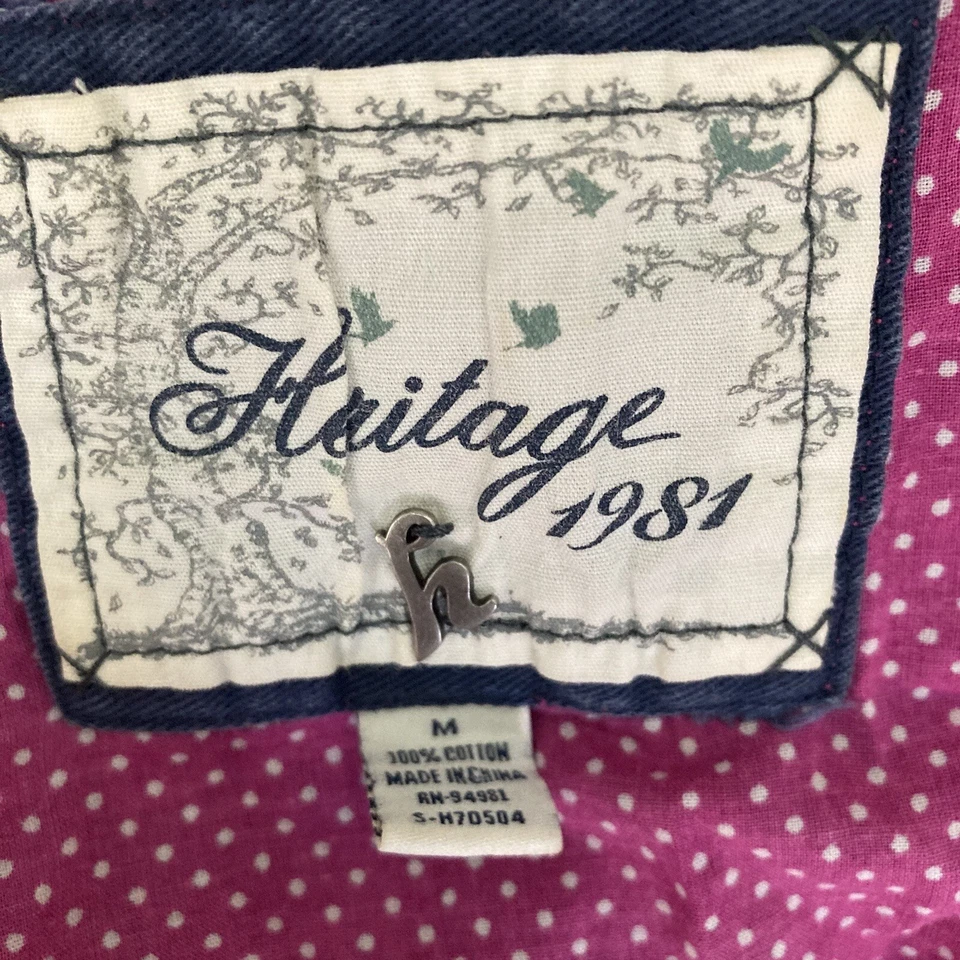 Heritage
1981
h
M
100% COTTON
MADE IN CHINA
RN-94981
S-H7D504